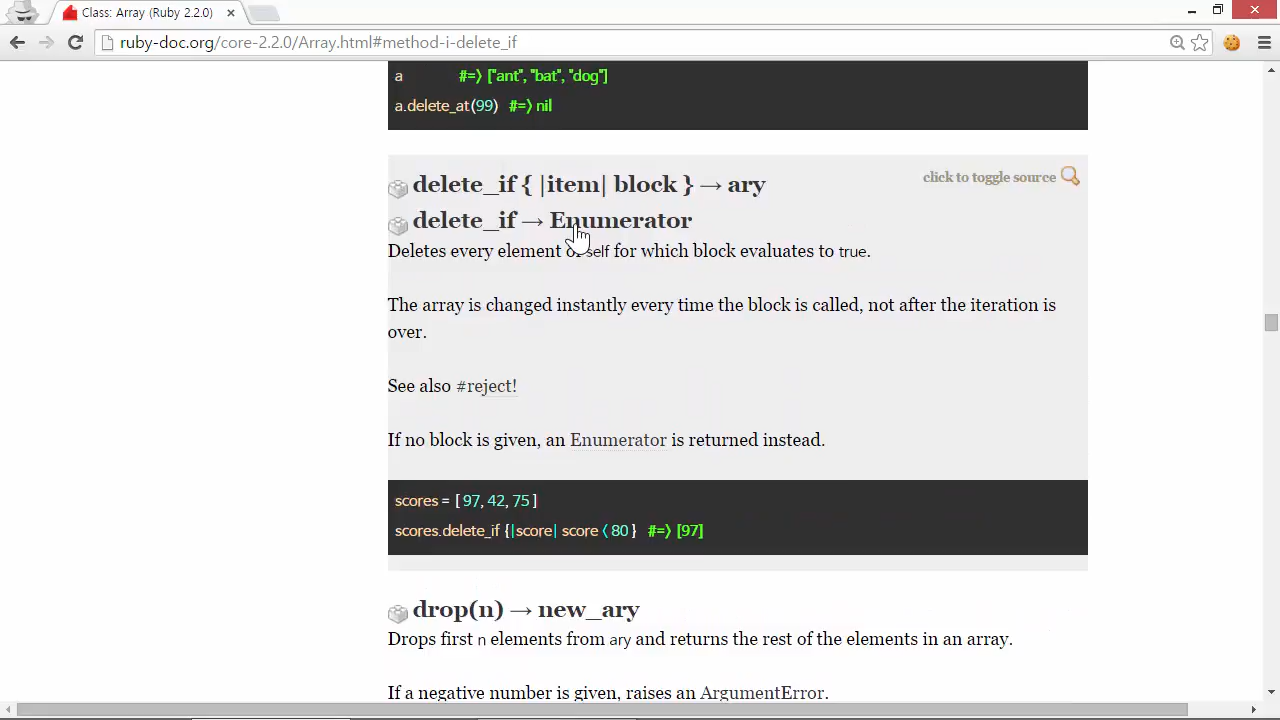 Class: Array (Ruby 2.2.0)
ruby-doc.org/core-2.2.0/Array.html#method-i-delete_if
a #=> ["ant", "bat", "dog"]
a.delete_at(99) #=> nil
delete_if { |item| block } → ary
click to toggle source
delete_if → Enumerator
Deletes every element of self for which block evaluates to true.
The array is changed instantly every time the block is called, not after the iteration is
over.
See also #reject!
If no block is given, an Enumerator is returned instead.
scores = [ 97, 42, 75 ]
scores.delete_if {|score| score < 80 } #=> [97]
drop(n) → new_ary
Drops first n elements from ary and returns the rest of the elements in an array.
If a negative number is given, raises an ArgumentError.